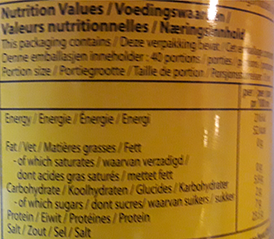 Nutrition Values / Voedingswaarden /
Valeurs nutritionnelles / Næringsinnhold
This packaging contains / Deze verpakking bevat / Cet emballage
Denne emballasjen inneholder : 40 portions / porties /
Portion size / Portiegrootte / Taille de portion /
per
Energy / Energie / Énergie / Energi
Fat / Vet / Matières grasses / Fett
- of which saturates / waarvan verzadigd /
dont acides gras saturés / mettet fett
Carbohydrate / Koolhydraten / Glucides / Karbohydrater
- of which sugars / dont sucres/ waarvan suikers / sukker
Protein / Eiwit / Protéines / Protein
Salt / Zout / Sel / Salt